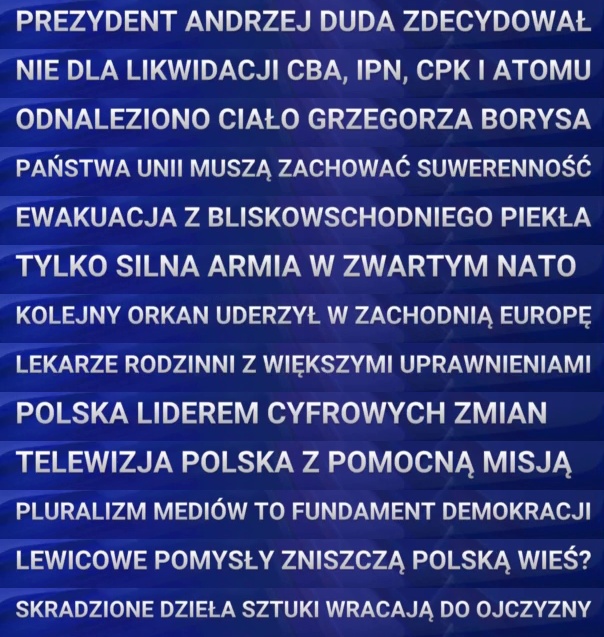 PREZYDENT ANDRZEJ DUDA ZDECYDOWAŁ
NIE DLA LIKWIDACJI CBA, IPN, CPK I ATOMU
ODNALEZIONO CIAŁO GRZEGORZA BORYSA
PAŃSTWA UNII MUSZĄ ZACHOWAĆ SUWERENNOŚĆ
EWAKUACJA Z BLISKOWSCHODNIEGO PIEKŁA
TYLKO SILNA ARMIA W ZWARTYM NATO
KOLEJNY ORKAN UDERZYŁ W ZACHODNIĄ EUROPĘ
LEKARZE RODZINNI Z WIĘKSZYMI UPRAWNIENIAMI
POLSKA LIDEREM CYFROWYCH ZMIAN
TELEWIZJA POLSKA Z POMOCNĄ MISJĄ
PLURALIZM MEDIÓW TO FUNDAMENT DEMOKRACJI
LEWICOWE POMYSŁY ZNISZCZĄ POLSKĄ WIEŚ?
SKRADZIONE DZIEŁA SZTUKI WRACAJĄ DO OJCZYZNY